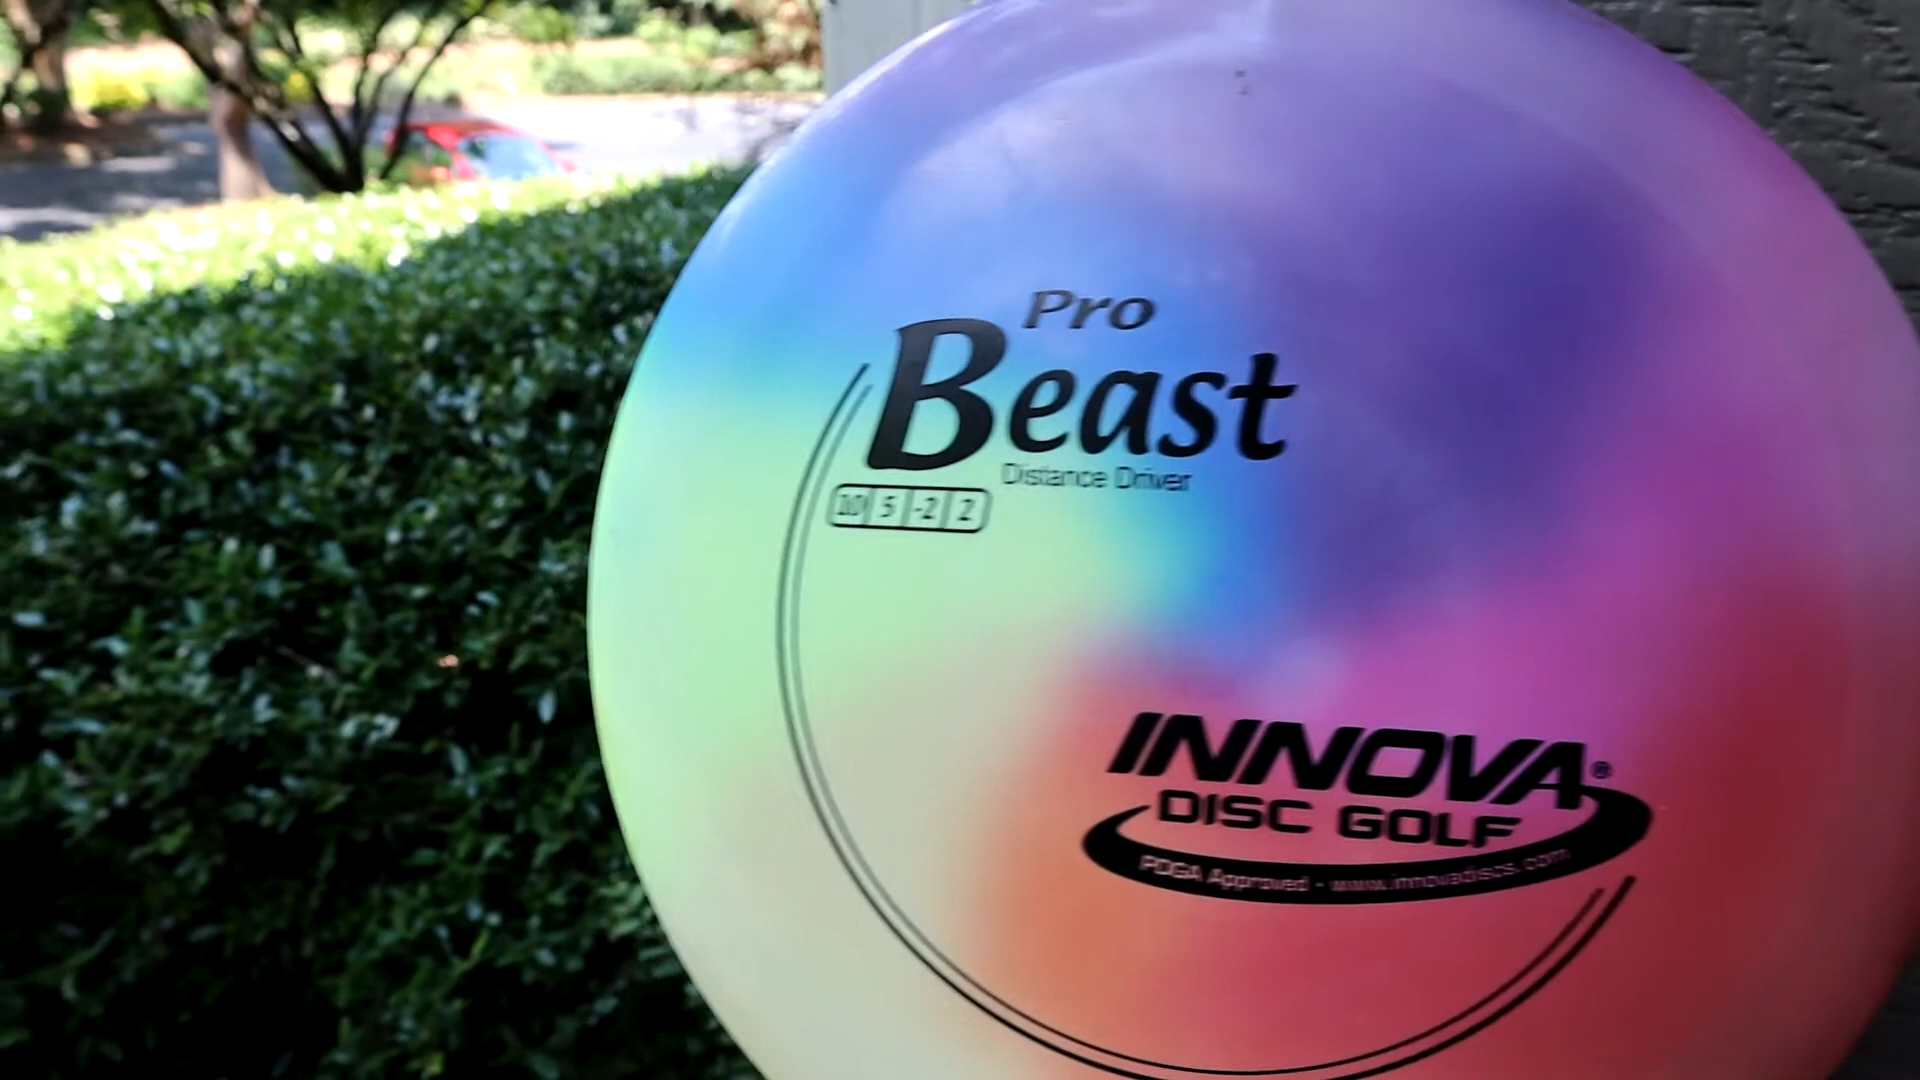 Pro
Beast
Distance Driver
10 5 -2 2
INNOVA®
DISC GOLF
PDGA Approved - www.innovadiscs.com